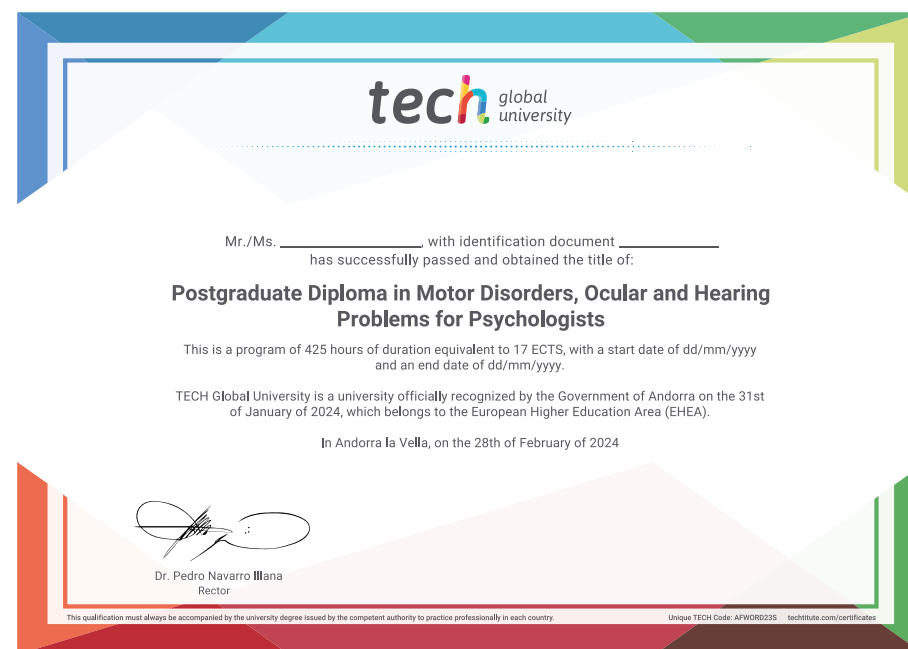 tech global
university
Mr./Ms. ____________, with identification document ____________
has successfully passed and obtained the title of:
Postgraduate Diploma in Motor Disorders, Ocular and Hearing
Problems for Psychologists
This is a program of 425 hours of duration equivalent to 17 ECTS, with a start date of dd/mm/yyyy
and an end date of dd/mm/yyyy.
TECH Global University is a university officially recognized by the Government of Andorra on the 31st
of January of 2024, which belongs to the European Higher Education Area (EHEA).
In Andorra la Vella, on the 28th of February of 2024
Dr. Pedro Navarro Illana
Rector
This qualification must always be accompanied by the university degree issued by the competent authority to practice professionally in each country.
Unique TECH Code: AFWORD23S techtitute.com/certificates